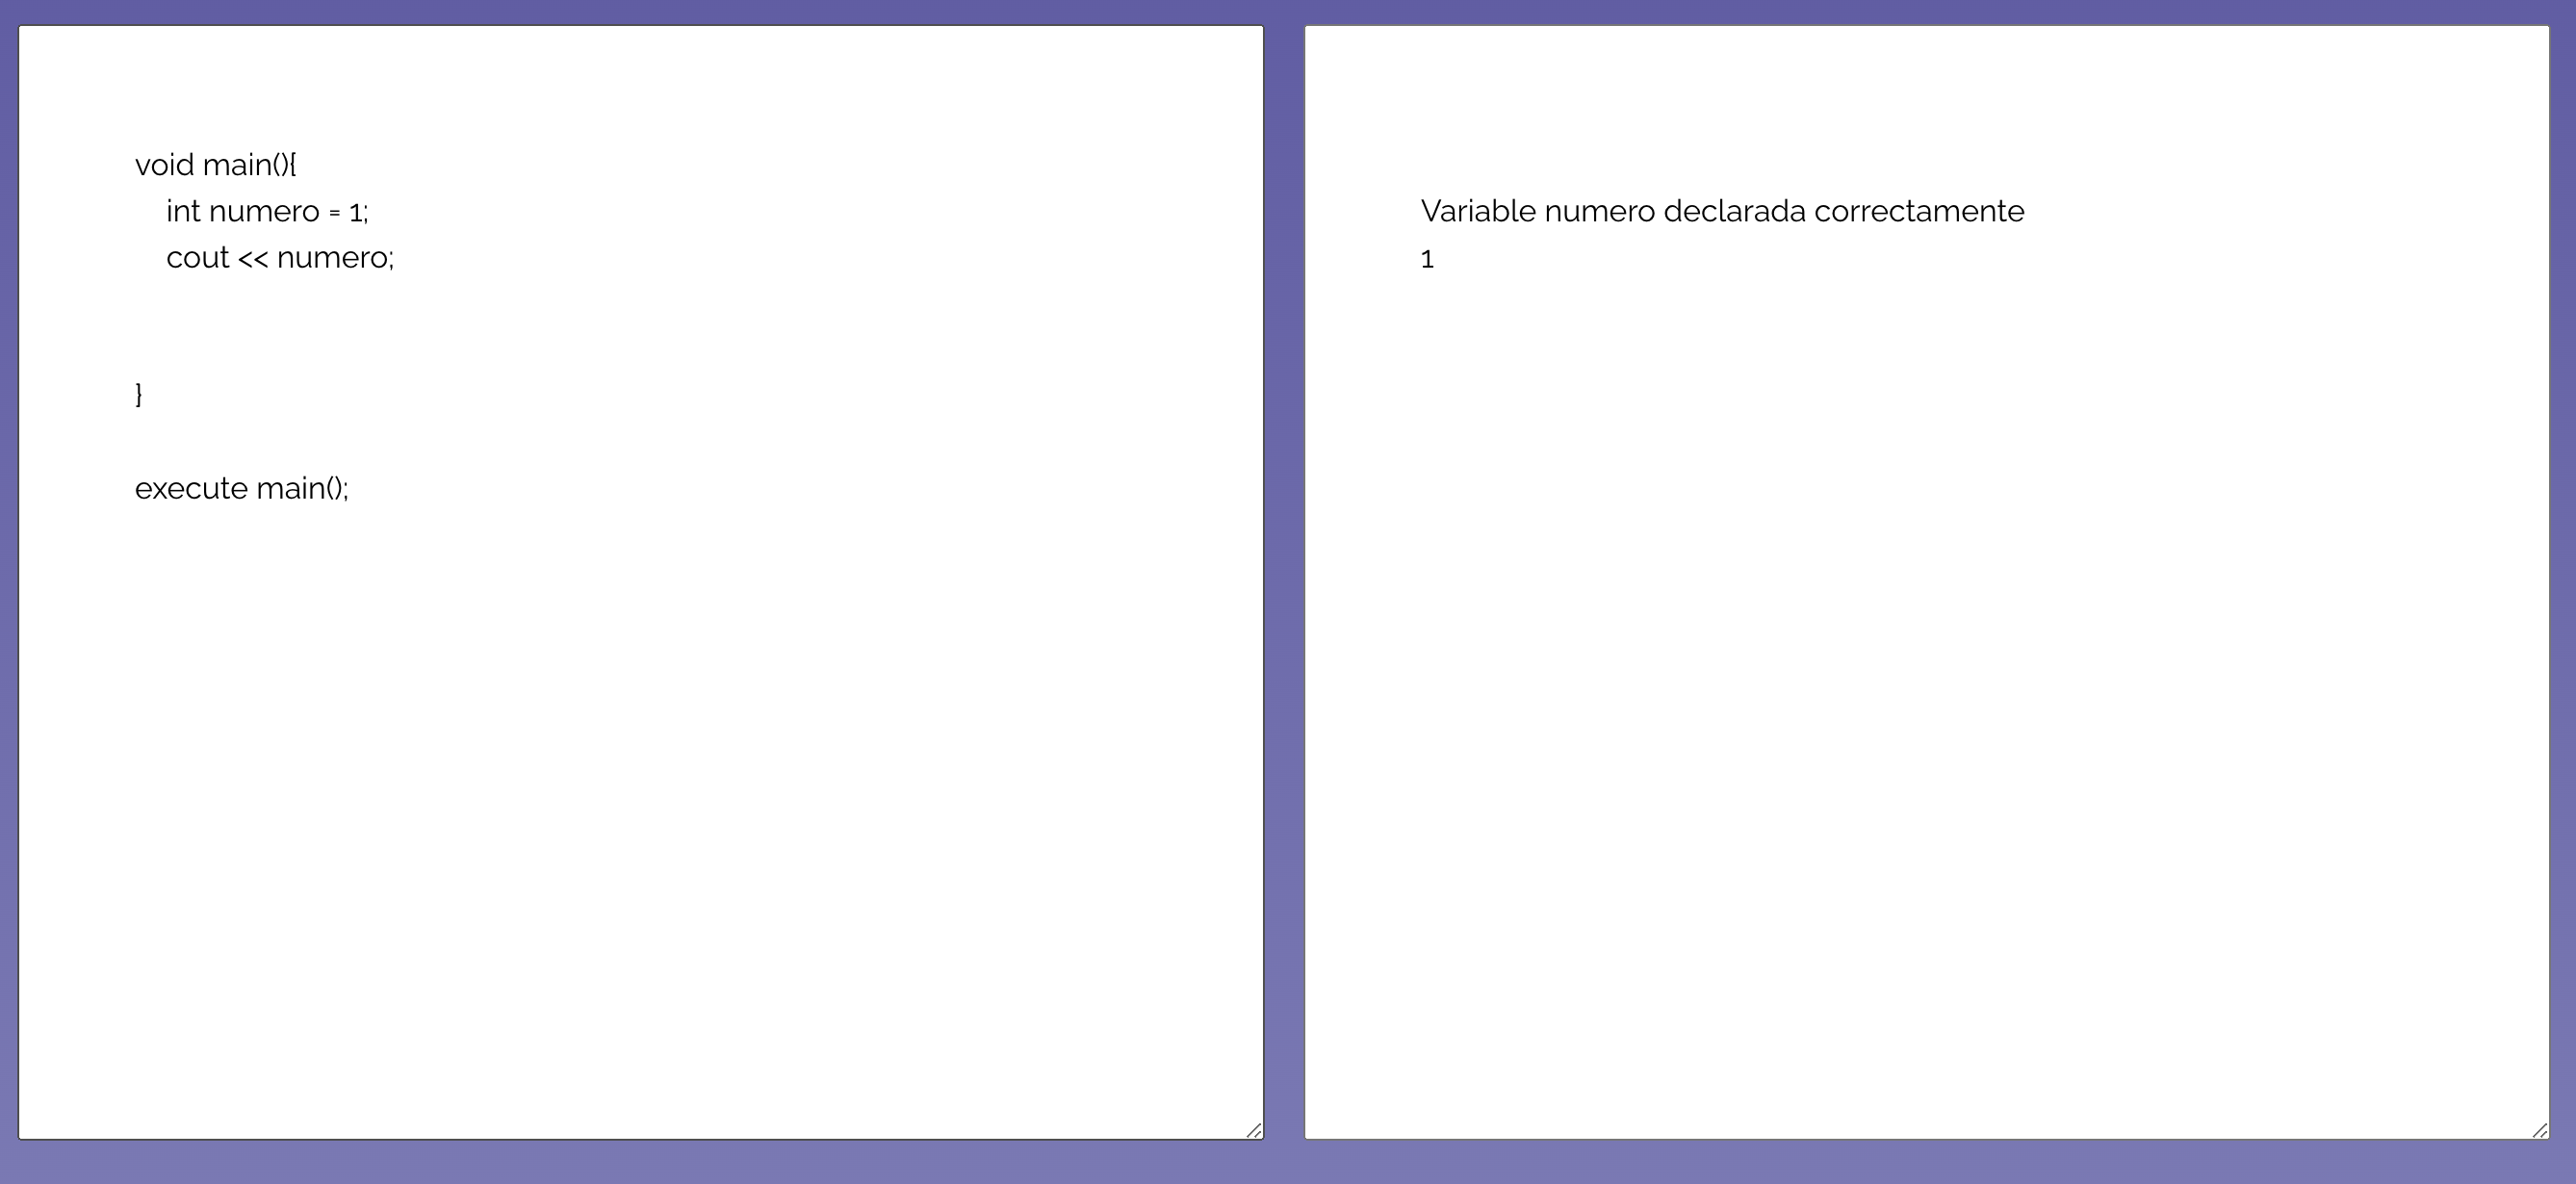 void main(){
int numero = 1;
cout << numero;
}
execute main();
Variable numero declarada correctamente
1